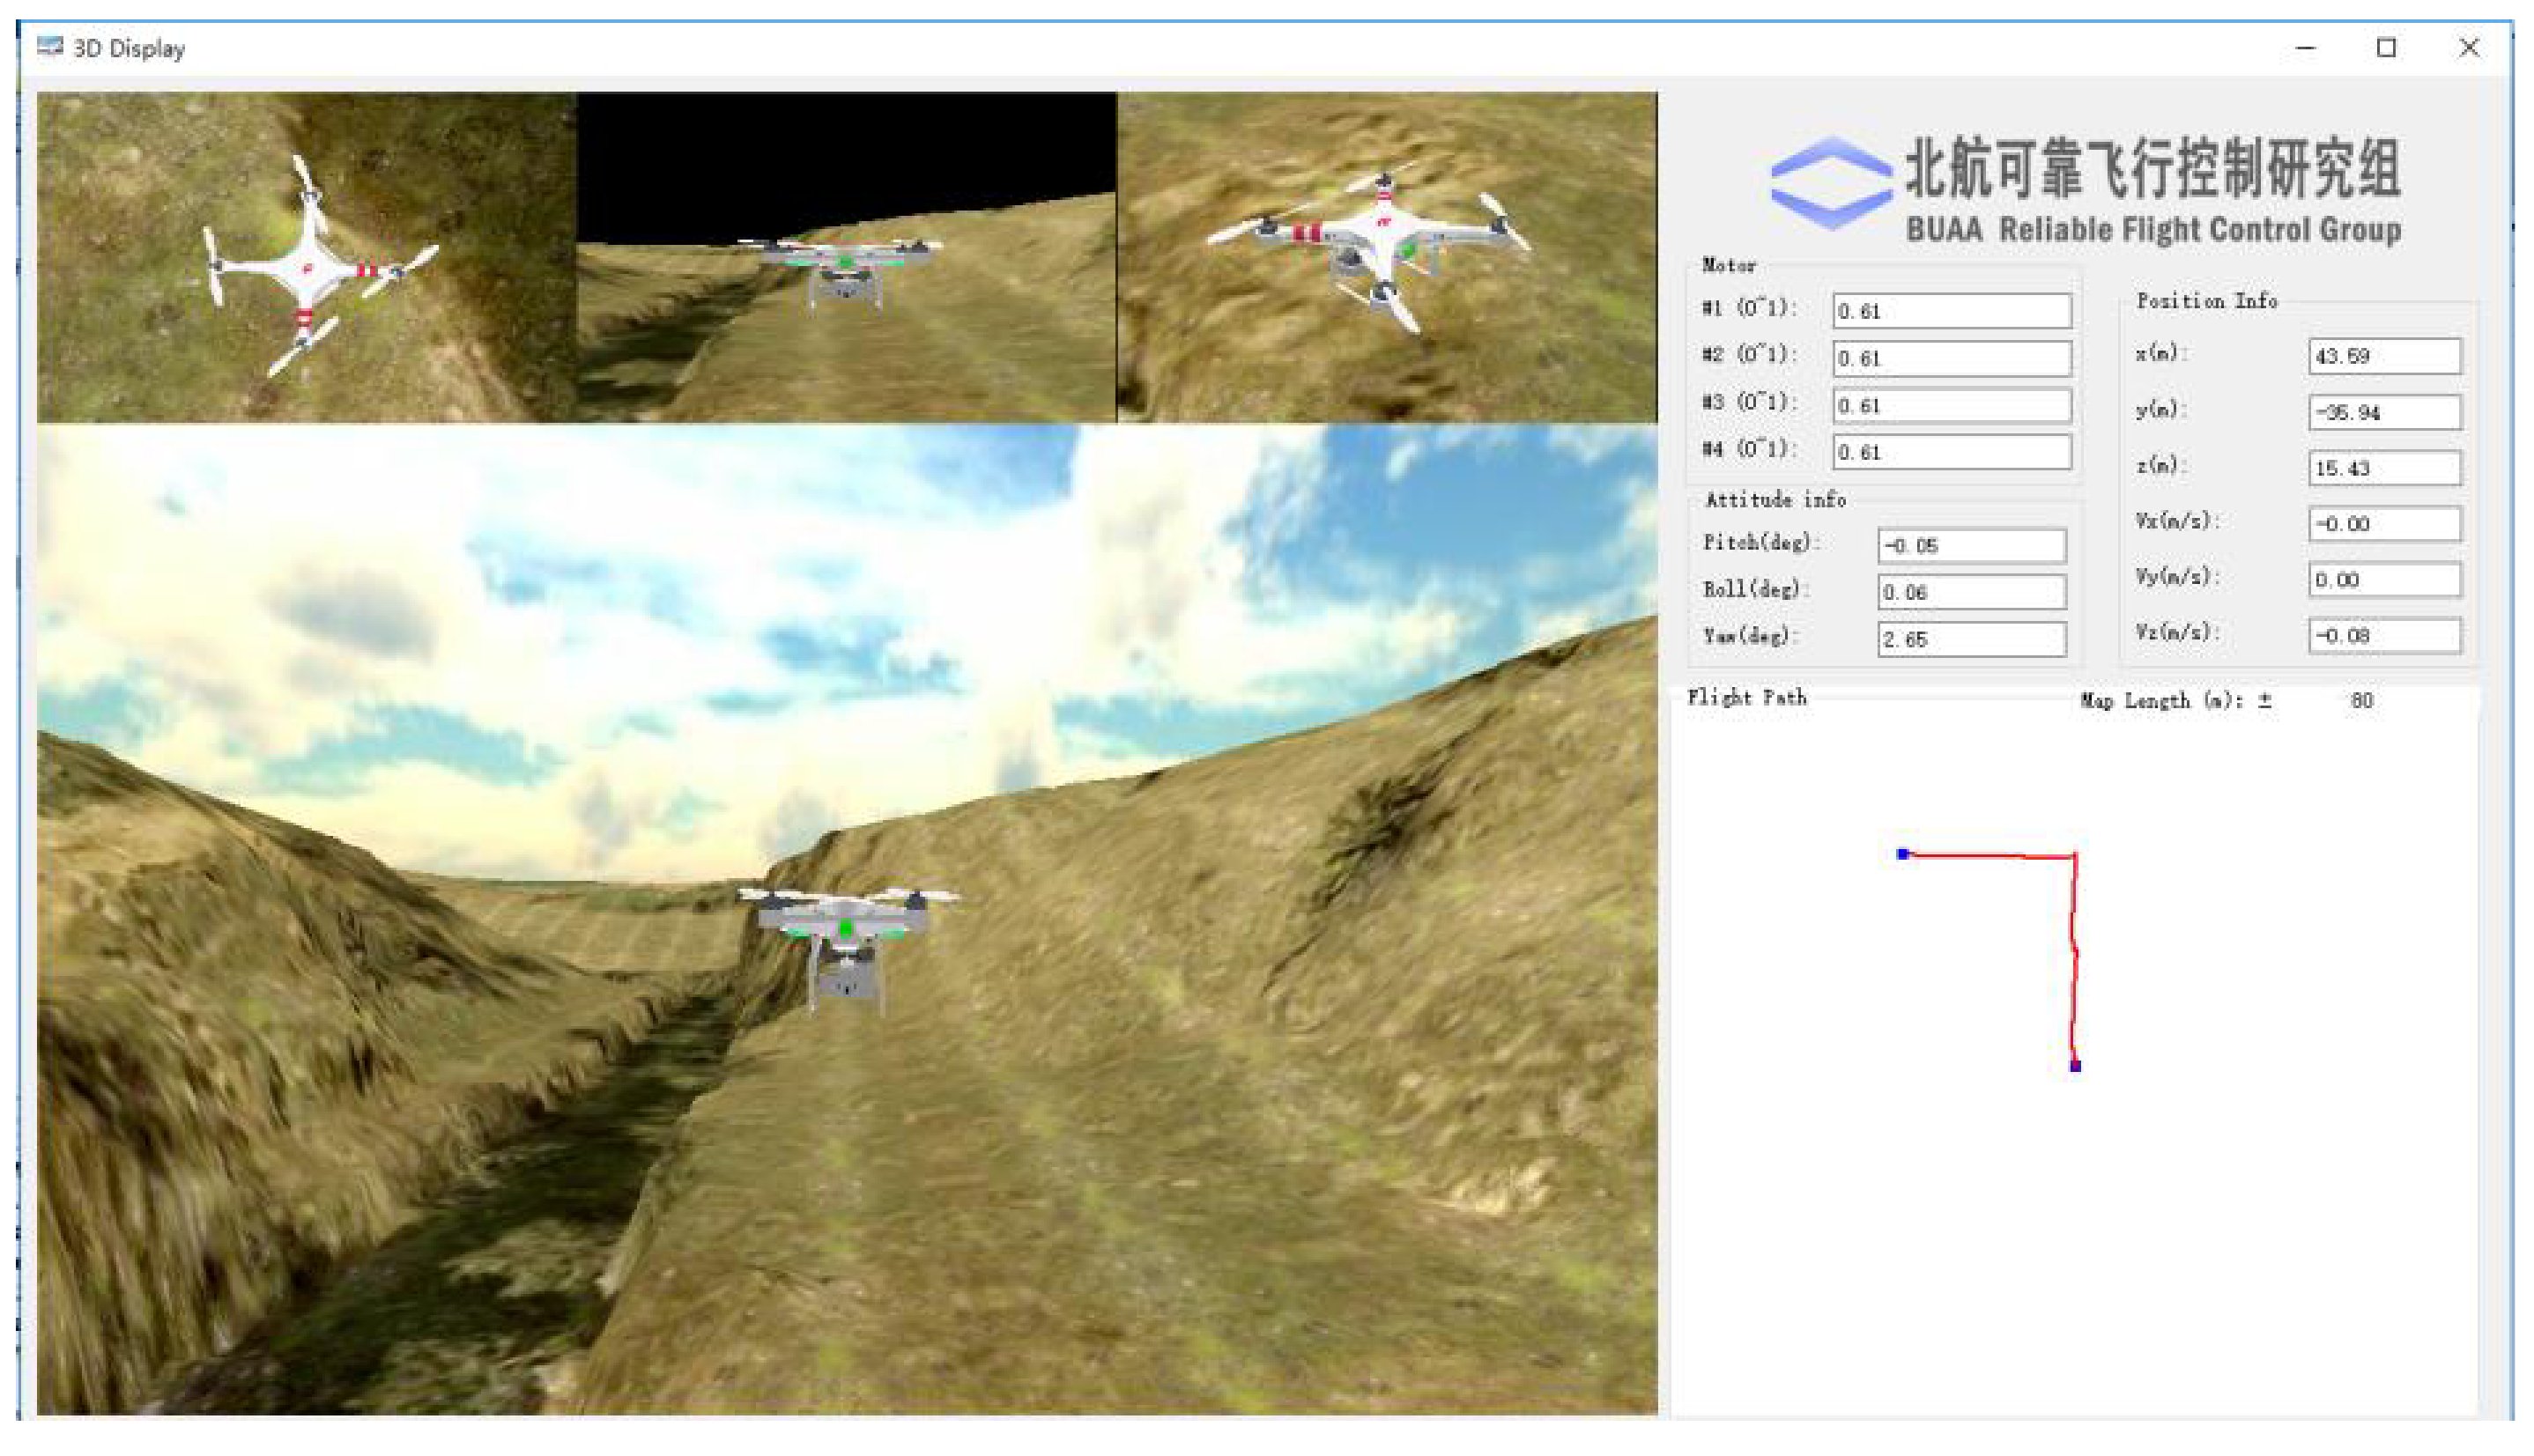 3D Display
北航可靠飞行控制研究组
BUAA Reliable Flight Control Group
Motor
#1 (0~1): 0.61
#2 (0~1): 0.61
#3 (0~1): 0.61
#4 (0~1): 0.61
Attitude info
Pitch(deg): -0.05
Roll(deg): 0.06
Yaw(deg): 2.65
Position Info
x(m): 43.59
y(m): -35.94
z(m): 15.43
Vx(m/s): -0.00
Vy(m/s): 0.00
Vz(m/s): -0.08
Flight Path Map Length (m): ± 80